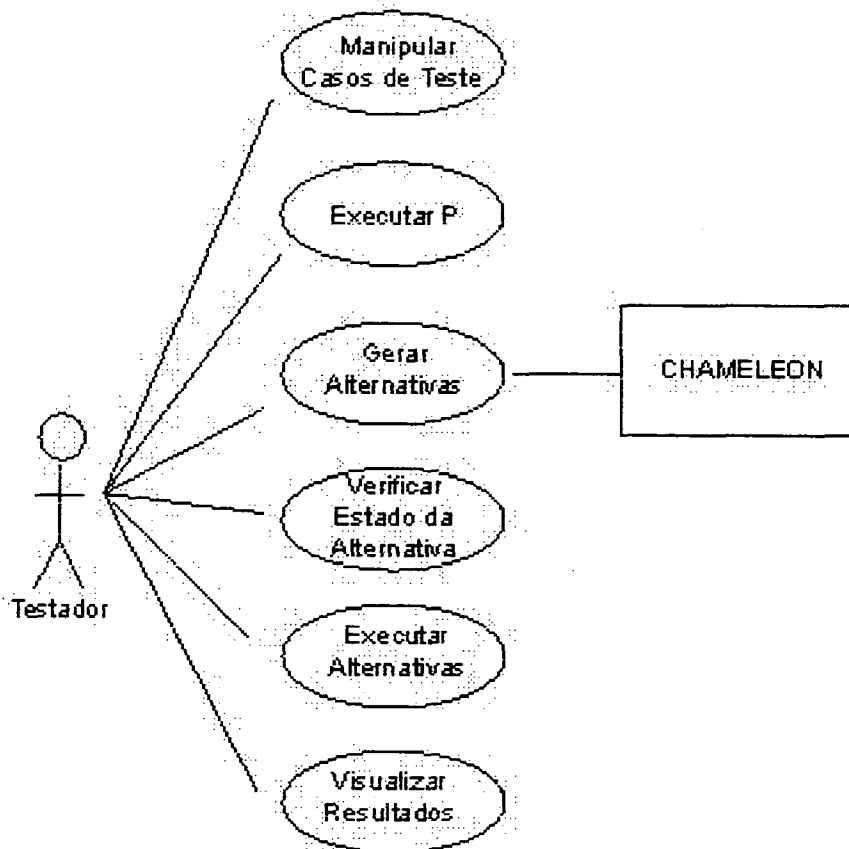 Manipular
Casos de Teste
Executar P
Gerar
Alternativas
CHAMELEON
Verificar
Estado da
Alternativa
Testador
Executar
Alternativas
Visualizar
Resultados